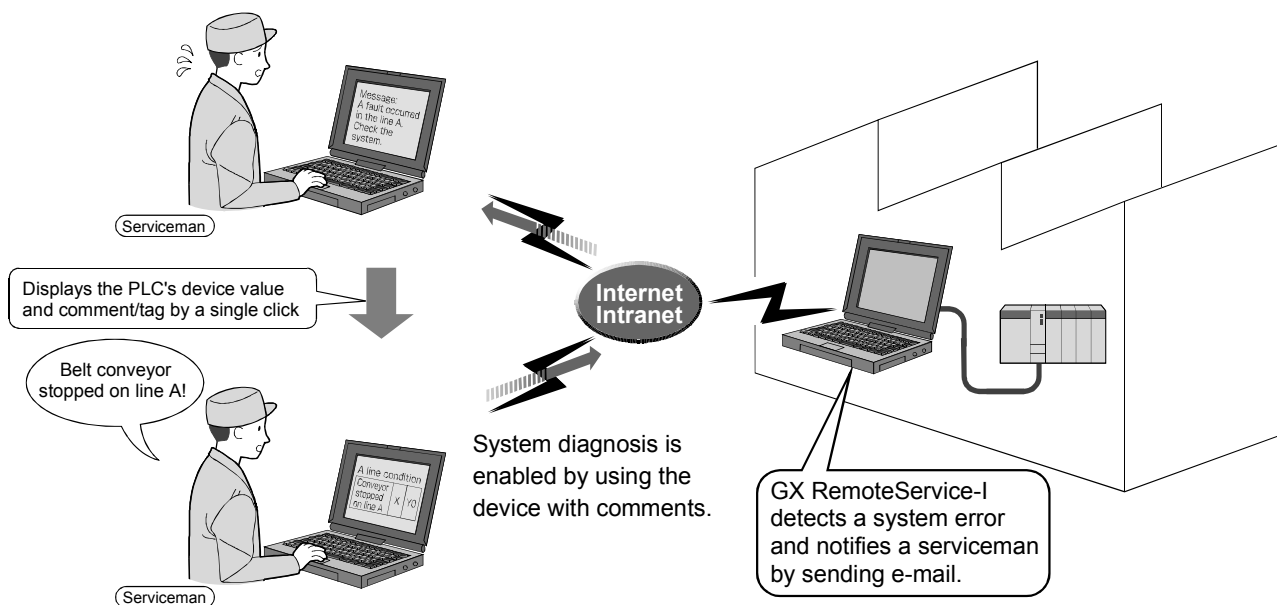 Message:
A fault occurred
in the line A.
Check the
system.
Serviceman
Displays the PLC's device value
and comment/tag by a single click
Belt conveyor
stopped on line A!
A line condition
Conveyor
stopped
on line A
X
Y0
Serviceman
Internet
Intranet
System diagnosis is
enabled by using the
device with comments.
GX RemoteService-I
detects a system error
and notifies a serviceman
by sending e-mail.